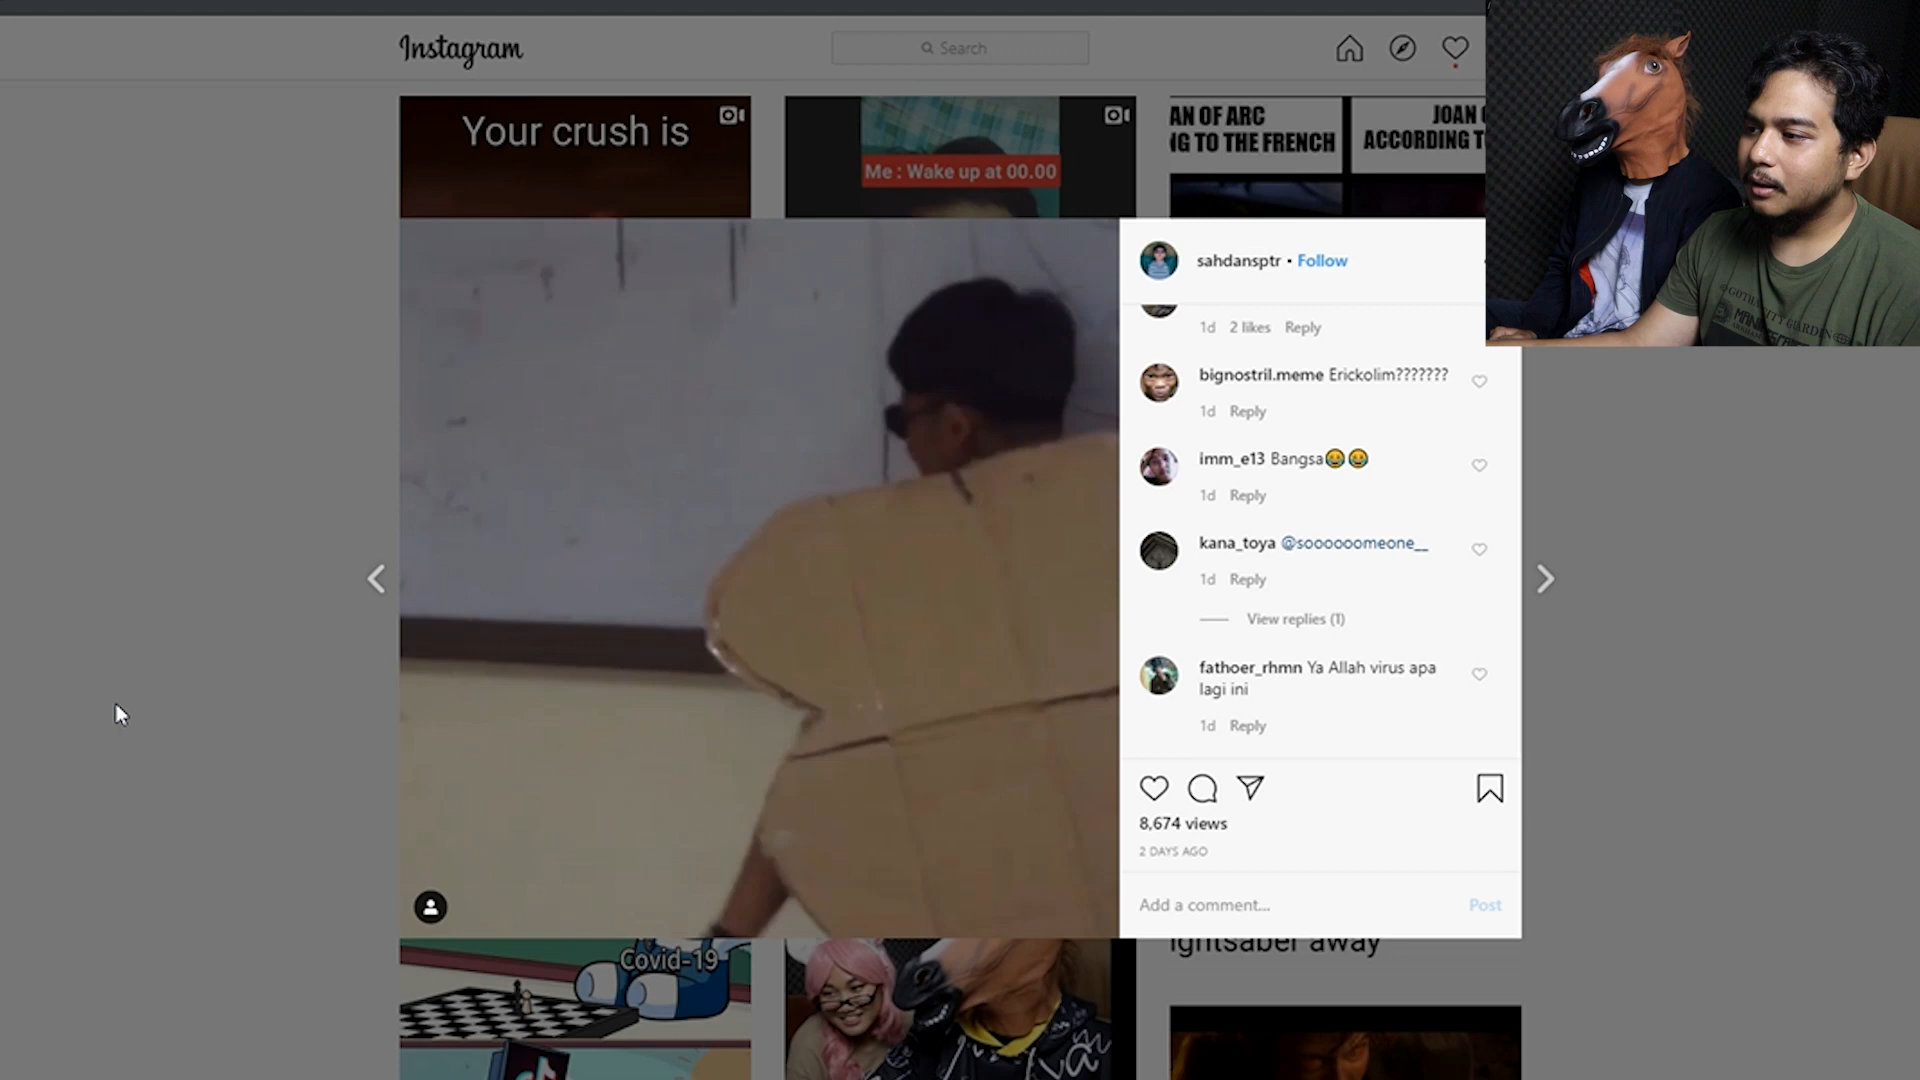 Instagram
Search
Your crush is
Me : Wake up at 00.00
AN OF ARC
IG TO THE FRENCH
JOAN
ACCORDING T
sahdansptr • Follow
1d 2 likes Reply
bignostril.meme Erickolim???????
1d Reply
imm_e13 Bangsa😂😂
1d Reply
kana_toya @sooooooomeone__
1d Reply
View replies (1)
fathoer_rhmn Ya Allah virus apa
lagi ini
1d Reply
8,674 views
2 DAYS AGO
Add a comment...
Post
Covid-19
ightsaber away